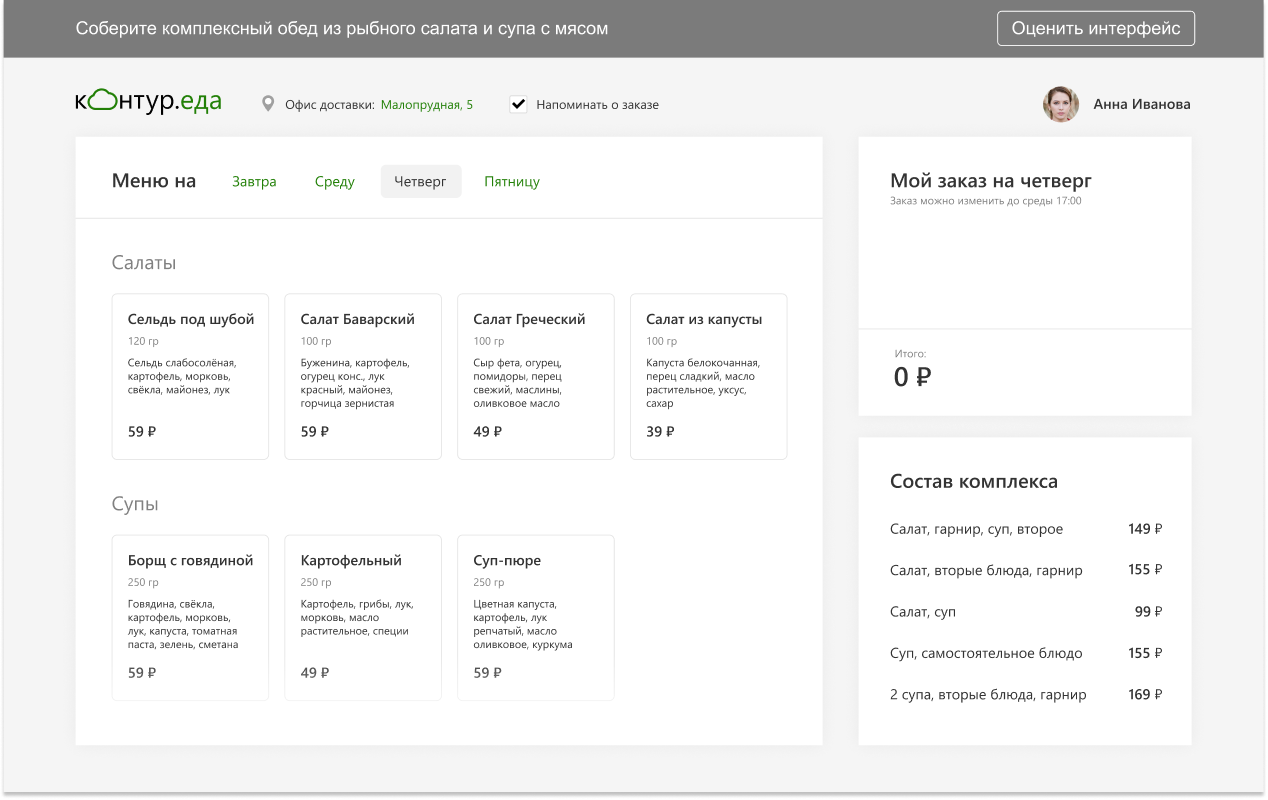 Соберите комплексный обед из рыбного салата и супа с мясом
Оценить интерфейс
контур.еда
Офис доставки: Малопрудная, 5
Напоминать о заказе
Анна Иванова
Меню на
Завтра
Среду
Четверг
Пятницу
Салаты
Сельдь под шубой
120 гр
Сельдь слабосолёная,
картофель, морковь,
свёкла, майонез, лук
59 ₽
Салат Баварский
100 гр
Буженина, картофель,
огурец конс., лук
красный, майонез,
горчица зернистая
59 ₽
Салат Греческий
100 гр
Сыр фета, огурец,
помидоры, перец
свежий, маслины,
оливковое масло
49 ₽
Салат из капусты
100 гр
Капуста белокочанная,
перец сладкий, масло
растительное, уксус,
сахар
39 ₽
Супы
Борщ с говядиной
250 гр
Говядина, свёкла,
картофель, морковь,
лук, капуста, томатная
паста, зелень, сметана
59 ₽
Картофельный
250 гр
Картофель, грибы, лук,
морковь, масло
растительное, специи
49 ₽
Суп-пюре
250 гр
Цветная капуста,
картофель, лук
репчатый, масло
оливковое, куркума
59 ₽
Мой заказ на четверг
Заказ можно изменить до среды 17:00
Итого:
0 ₽
Состав комплекса
Салат, гарнир, суп, второе 149 ₽
Салат, вторые блюда, гарнир 155 ₽
Салат, суп 99 ₽
Суп, самостоятельное блюдо 155 ₽
2 супа, вторые блюда, гарнир 169 ₽